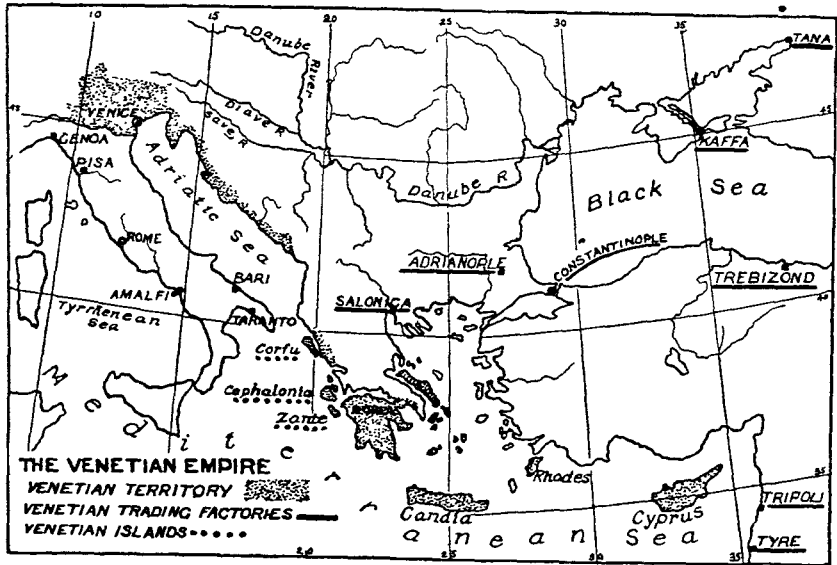 10
15
20
25
30
35
TANA
Danube
River
Drave R
Save R
45
45
VENICE
GENOA
PISA
KAFFA
Adriatic Sea
Danube R
Black Sea
ROME
ADRIANOPLE
CONSTANTINOPLE
TREBIZOND
BARI
AMALFI
SALONICA
40
Tyrrhenean
Sea
TARANTO
Corfu
Cephalonia
Zante
MOREA
Mediterranean Sea
THE VENETIAN EMPIRE
VENETIAN TERRITORY
VENETIAN TRADING FACTORIES
VENETIAN ISLANDS
Rhodes
35
Candia
Cyprus
TRIPOLI
TYRE
20
25
30
35